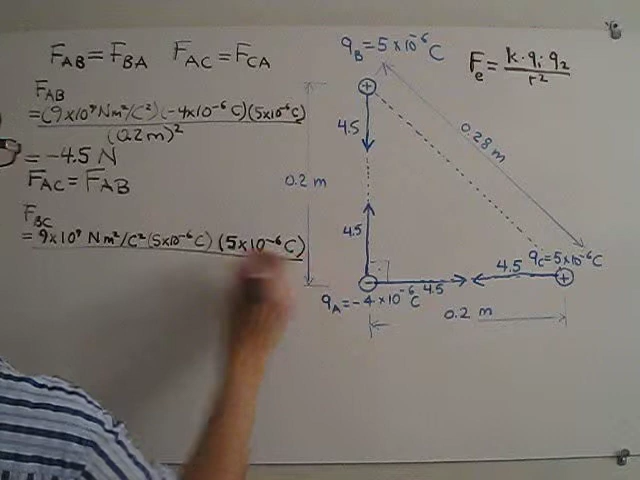 F_AB = F_BA F_AC = F_CA
F_AB
= (9×10⁹ Nm²/C²)(-4×10⁻⁶ C)(5×10⁻⁶ C)
(0.2 m)²
= -4.5 N
F_AC = F_AB
F_BC
= 9×10⁹ Nm²/C² (5×10⁻⁶ C) (5×10⁻⁶ C)
q_B = 5×10⁻⁶ C
F_e = k·q₁·q₂
r²
+
4.5
0.28 m
0.2 m
4.5
q_C = 5×10⁻⁶ C
4.5
+
−
4.5
q_A = -4×10⁻⁶ C
0.2 m